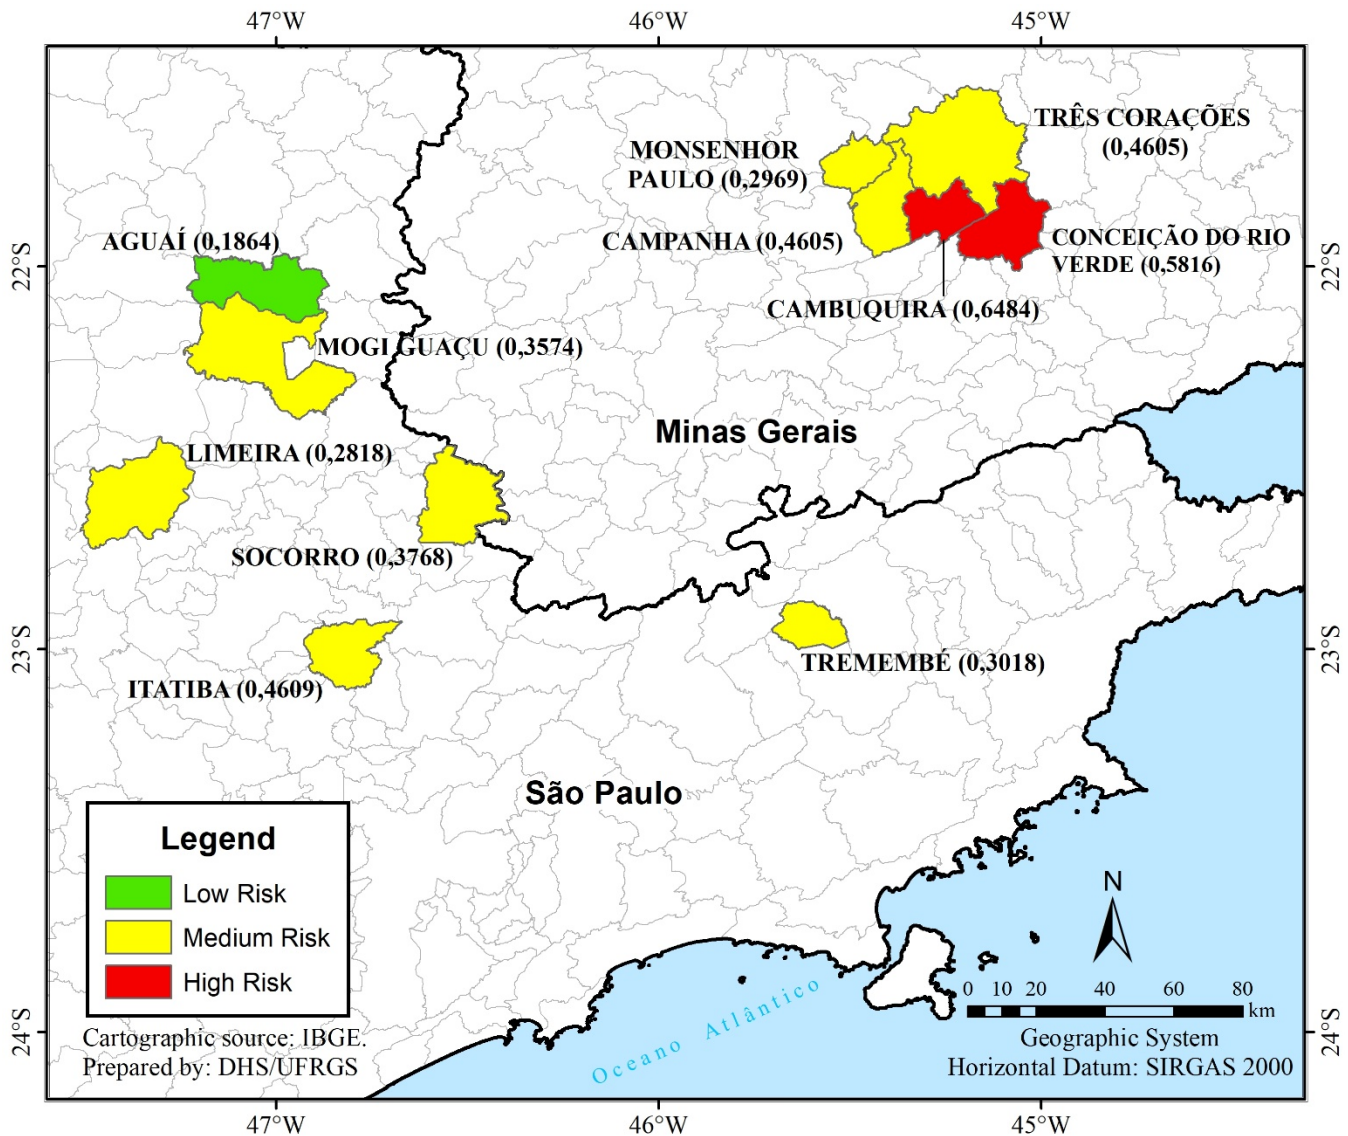 47°W
46°W
45°W
TRÊS CORAÇÕES
(0,4605)
MONSENHOR
PAULO (0,2969)
AGUAÍ (0,1864)
CAMPANHA (0,4605)
CONCEIÇÃO DO RIO
VERDE (0,5816)
22°S
22°S
CAMBUQUIRA (0,6484)
MOGI GUAÇU (0,3574)
Minas Gerais
LIMEIRA (0,2818)
SOCORRO (0,3768)
23°S
23°S
TREMEMBÉ (0,3018)
ITATIBA (0,4609)
São Paulo
Legend
Low Risk
Medium Risk
High Risk
N
0 10 20 40 60 80
km
Oceano Atlântico
Cartographic source: IBGE.
Prepared by: DHS/UFRGS
Geographic System
Horizontal Datum: SIRGAS 2000
24°S
24°S
47°W
46°W
45°W